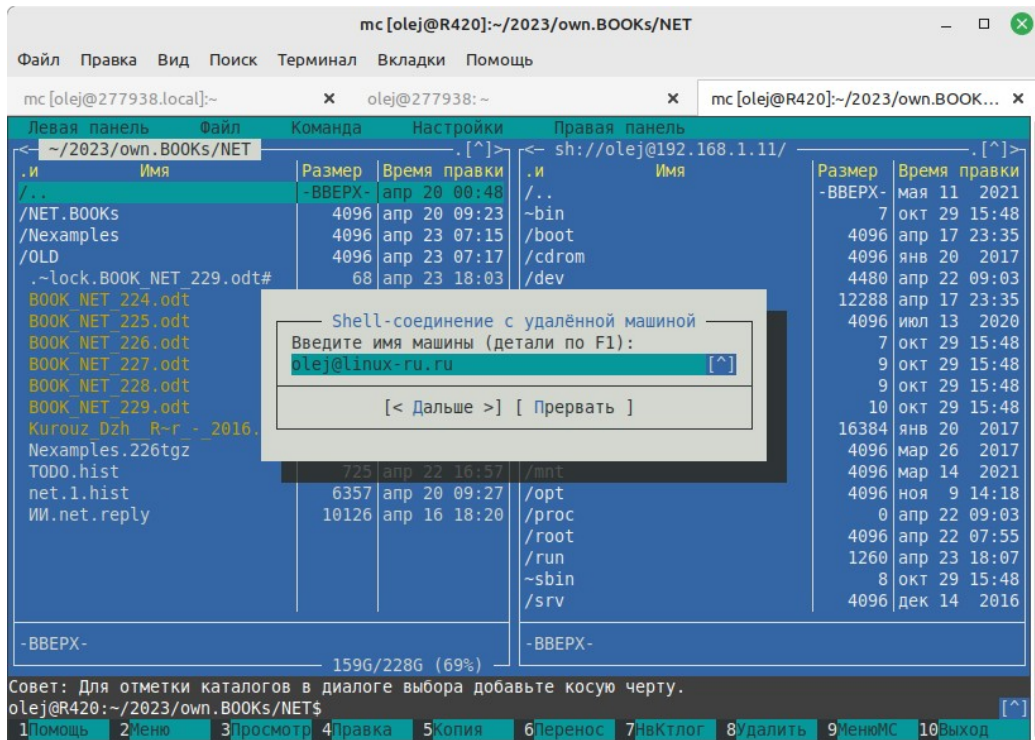 mc [olej@R420]:~/2023/own.BOOKs/NET
Файл Правка Вид Поиск Терминал Вкладки Помощь
mc [olej@277938.local]:~ × olej@277938: ~ × mc [olej@R420]:~/2023/own.BOOK... ×
Левая панель Файл Команда Настройки Правая панель
<─ ~/2023/own.BOOKs/NET .[^]> <─ sh://olej@192.168.1.11/ .[^]>
.и Имя Размер Время правки .и Имя Размер Время правки
/.. -ВВЕРХ- апр 20 00:48 /.. -ВВЕРХ- мая 11 2021
/NET.BOOKs 4096 апр 20 09:23 ~bin 7 окт 29 15:48
/Nexamples 4096 апр 23 07:15 /boot 4096 апр 17 23:35
/OLD 4096 апр 23 07:17 /cdrom 4096 янв 20 2017
.~lock.BOOK_NET_229.odt# 68 апр 23 18:03 /dev 4480 апр 22 09:03
BOOK_NET_224.odt 12288 апр 17 23:35
BOOK_NET_225.odt Shell-соединение с удалённой машиной 4096 июл 13 2020
BOOK_NET_226.odt Введите имя машины (детали по F1): 7 окт 29 15:48
BOOK_NET_227.odt olej@linux-ru.ru [^] 9 окт 29 15:48
BOOK_NET_228.odt 9 окт 29 15:48
BOOK_NET_229.odt [< Дальше >] [ Прервать ] 10 окт 29 15:48
Kurouz_Dzh__R~r_-_2016. 16384 янв 20 2017
Nexamples.226tgz 4096 мар 26 2017
TODO.hist 725 апр 22 16:57 /mnt 4096 мар 14 2021
net.1.hist 6357 апр 20 09:27 /opt 4096 ноя 9 14:18
ИИ.net.reply 10126 апр 16 18:20 /proc 0 апр 22 09:03
/root 4096 апр 22 07:55
/run 1260 апр 23 18:07
~sbin 8 окт 29 15:48
/srv 4096 дек 14 2016
-ВВЕРХ- -ВВЕРХ-
159G/228G (69%)
Совет: Для отметки каталогов в диалоге выбора добавьте косую черту.
olej@R420:~/2023/own.BOOKs/NET$ [^]
1Помощь 2Меню 3Просмотр 4Правка 5Копия 6Перенос 7НвКтлог 8Удалить 9МенюМС 10Выход